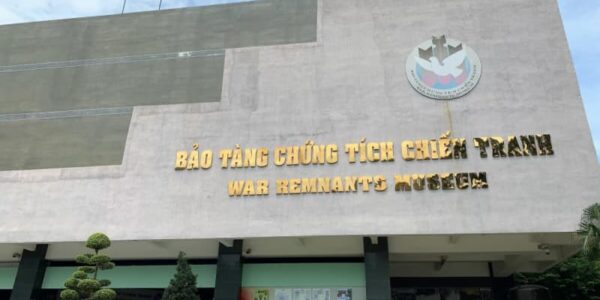 BẢO TÀNG CHỨNG TÍCH CHIẾN TRANH
WAR REMNANTS MUSEUM